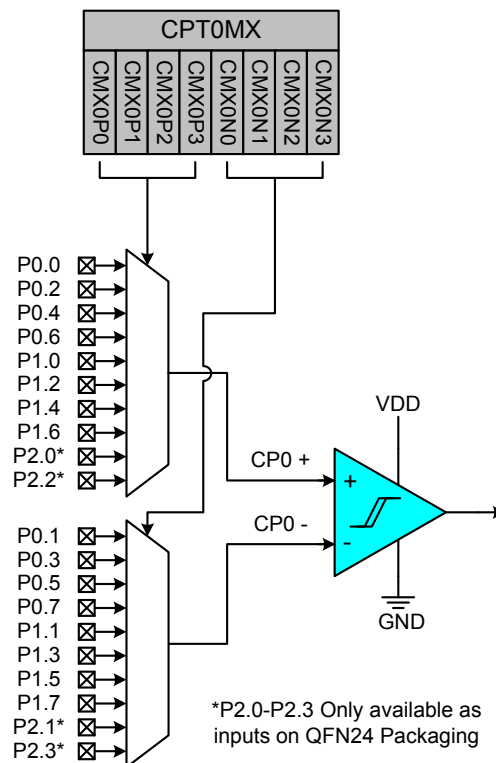 CPT0MX
CMX0P0
CMX0P1
CMX0P2
CMX0P3
CMX0N0
CMX0N1
CMX0N2
CMX0N3
P0.0
P0.2
P0.4
P0.6
P1.0
P1.2
P1.4
P1.6
P2.0*
P2.2*
VDD
CP0 +
+
CP0 -
-
GND
P0.1
P0.3
P0.5
P0.7
P1.1
P1.3
P1.5
P1.7
P2.1*
P2.3*
*P2.0-P2.3 Only available as
inputs on QFN24 Packaging